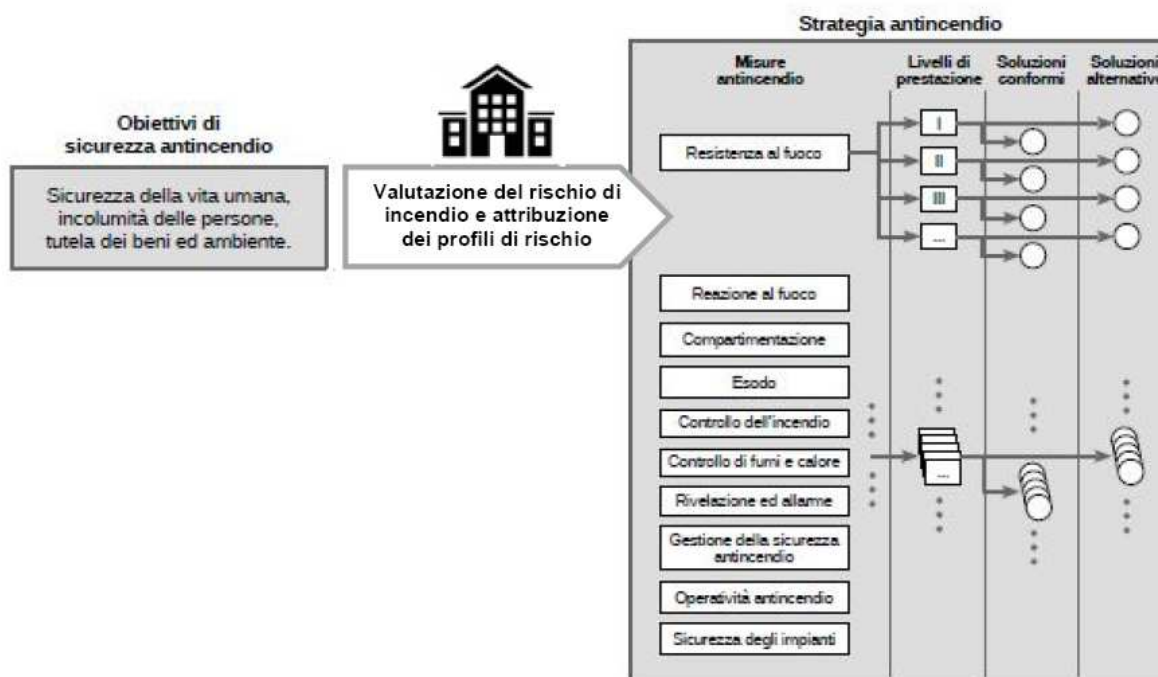 Strategia antincendio
Obiettivi di
sicurezza antincendio
Sicurezza della vita umana,
incolumità delle persone,
tutela dei beni ed ambiente.
Valutazione del rischio di
incendio e attribuzione
dei profili di rischio
Misure
antincendio
Livelli di
prestazione
Soluzioni
conformi
Soluzioni
alternative
Resistenza al fuoco
I
II
III
...
Reazione al fuoco
Compartimentazione
Esodo
Controllo dell'incendio
Controllo di fumi e calore
Rivelazione ed allarme
Gestione della sicurezza
antincendio
Operatività antincendio
Sicurezza degli impianti
...